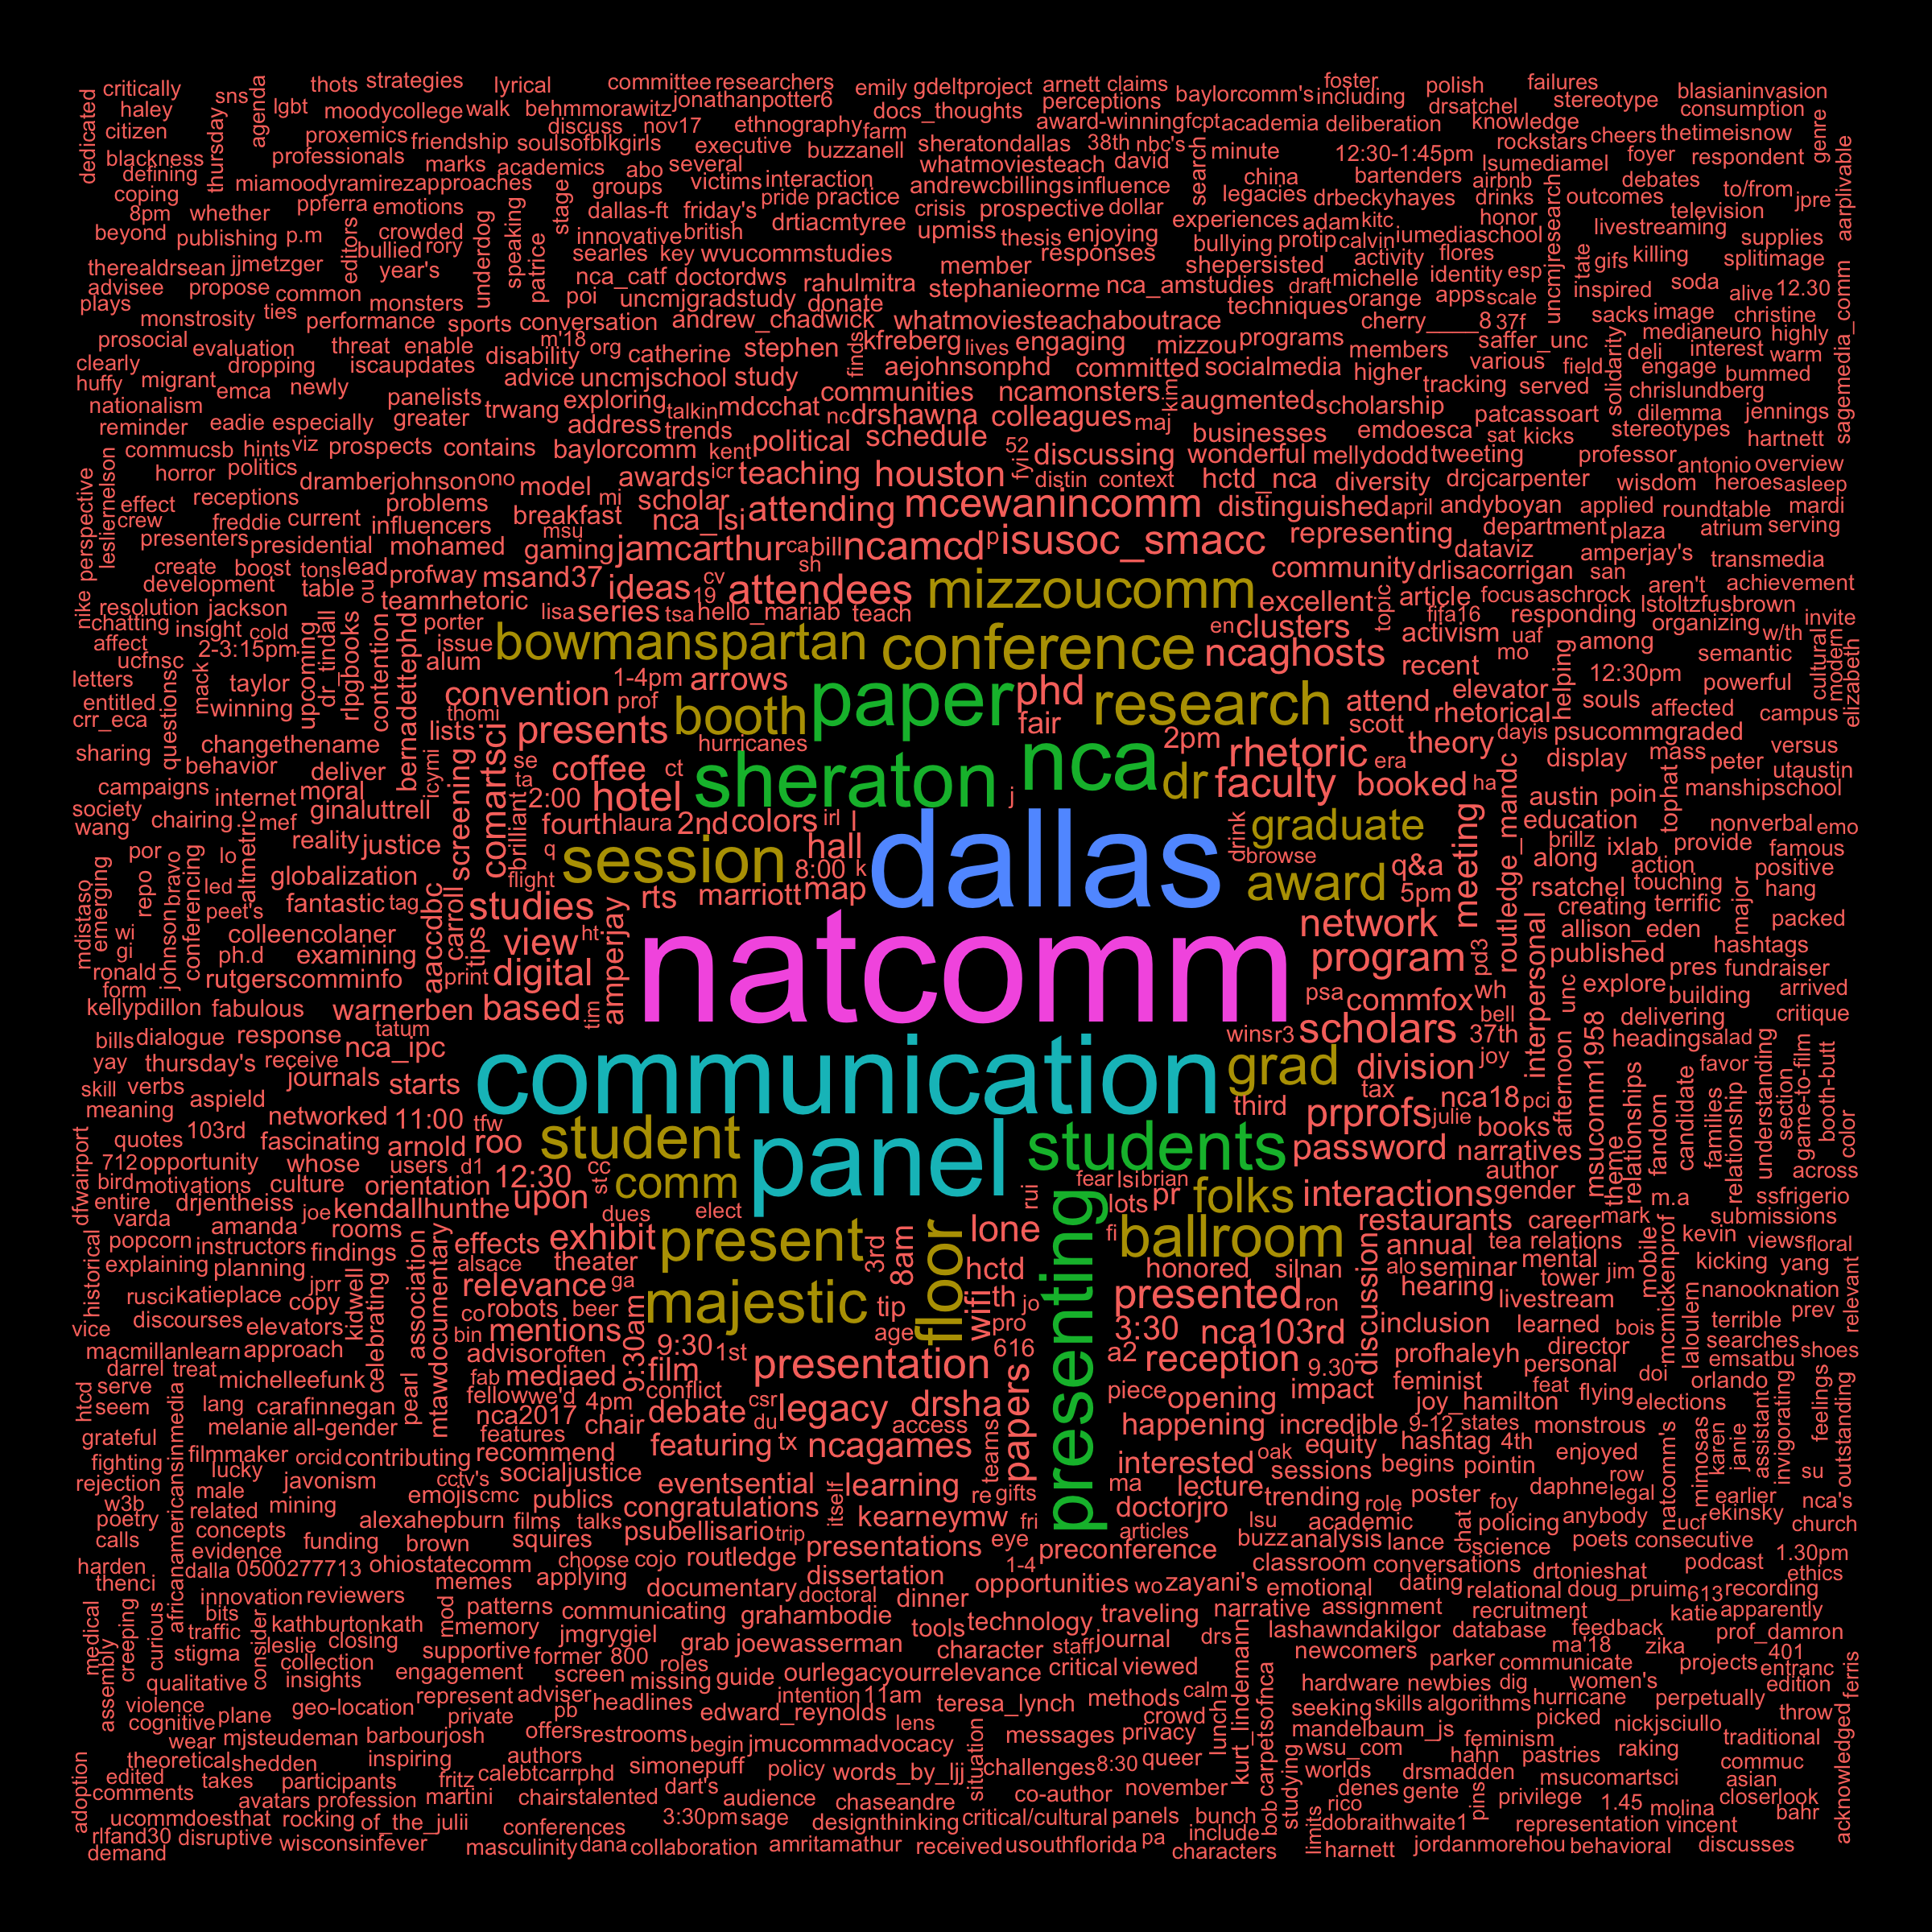 critically thots strategies lyrical committee researchers emily gdeltproject arnett claims foster polish failures blasianinvasion
haley sns agenda lgbt moodycollege walk behmmorawitz jonathanpotter6 docs_thoughts perceptions baylorcomm's including drsatchel stereotype consumption
dedicated citizen thursday proxemics friendship discuss nov17 ethnography farm award-winning fcpt academia deliberation knowledge rockstars cheers thetimeisnow genre
blackness professionals marks academics soulsofblkgirls executive buzzanell sheratondallas 38th nbc's search minute 12:30-1:45pm lsumediamel foyer respondent
defining miamoodyramirez approaches abo several victims interaction whatmoviesteach david china bartenders airbnb debates to/from
coping ppferra emotions stage groups pride practice andrewcbillings influence legacies drbeckyhayes drinks outcomes television jpre aarplivable
8pm whether crowded underdog speaking dallas-ft friday's drtiacmtyree crisis prospective dollar experiences adam kitc honor livestreaming
beyond publishing p.m editors bullied rory patrice innovative british upmiss thesis enjoying bullying protip calvin iumediaschool uncmjresearch supplies
therealdrsean jjmetzger year's searles key wvucommstudies member responses shepersisted activity flores tate gifs killing splitimage
advisee propose common monsters nca_catf doctordws rahulmitra stephanieorme nca_amstudies draft michelle identity esp inspired soda alive 12.30
plays monstrosity ties performance sports conversation poi uncmjgradstudy donate andrew_chadwick whatmoviesteachaboutrace techniques orange apps scale sacks image christine sagemedia_comm
prosocial evaluation threat enable m'18 org disability catherine stephen finds kfreberg lives engaging mizzou programs cherry____8 37f saffer_unc medianeuro highly
clearly dropping iscaupdates advice uncmjschool study aejohnsonphd committed socialmedia members various field solidarity deli interest warm
huffy migrant emca newly panelists exploring communities ncamonsters kim augmented higher tracking served engage bummed
nationalism eadie especially greater trwang talkin mdcchat nc drshawna colleagues maj scholarship patcassoart chrislundberg dilemma jennings
reminder commucsb hints viz prospects contains address trends baylorcomm kent political schedule 52 businesses emdoesca sat kicks stereotypes hartnett
horror politics dramberjohnson ono model awards icr teaching houston fyi discussing wonderful mellydodd tweeting professor antonio overview
nike perspective lesliernelson effect receptions problems mi scholar distin context hctd_nca diversity drcjcarpenter wisdom heroes asleep
crew freddie current influencers breakfast nca_lsi attending mcewanincomm distinguished april andyboyan applied roundtable mardi
presenters presidential mohamed msu gaming jamcarthur ca bill ncamcd p isusoc_smacc representing department plaza atrium serving
create boost tons lead profway msand37 ideas 19 cv sh attendees mizzoucomm community dataviz drlisacorrigan amperjay's san transmedia
development table ou teamrhetoric lisa series tsa hello_mariab teach excellent topic article focus aschrock aren't achievement
resolution jackson upcoming dr_tindall rlpgbooks contention bernadettephd porter bowmanspartan conference en clusters fifa16 responding lstoltzfusbrown invite
chatting insight cold issue ncaghosts activism uaf organizing w/th
affect 2-3:15pm alum recent mo among semantic cultural modern elizabeth
ucfnsc mack taylor 1-4pm arrows paper phd research attend elevator helping 12:30pm powerful
letters entitled questions winning convention prof booth fair scott rhetorical souls affected campus
crr_eca changethename lists thomi presents hurricanes nca 2pm rhetoric era theory dayis psucommgraded versus
sharing behavior deliver screening comartsci se coffee ct sheraton dr faculty booked ha display mass peter utaustin
campaigns internet moral icymi ta hotel j meeting routledge_mandc austin poin tophat manshipschool
society chairing altmetric mef ginaluttrell brilliant 2:00 fourth laura 2nd colors irl l dallas drink graduate education nonverbal emo
wang por reality justice q session hall browse q&a brillz ixlab provide famous
mdistaso emerging repo bravo lo globalization flight 8:00 k award along action positive
led fantastic tag aaccdbc carroll studies rts marriott map 5pm rsatchel touching major hang
wi johnson conferencing peet's colleencolaner tips view ht- amperjay natcomm network creating terrific packed
gi ph.d examining digital program pd3 interpersonal allison_eden hashtags
ronald rutgerscomminfo print published pres fundraiser
form kellypdillon fabulous warnerben based tim psa commfox wh unc explore building arrived
bills dialogue response tatum nca_ipc communication wins r3 scholars 37th bell delivering critique
yay thursday's receive journals starts grad division joy heading salad
skill verbs aspield networked 11:00 tfw third tax nca18 pci afternoon msucomm1958 relationships fandom candidate families relationship favor understanding section game-to-film booth-butt color
meaning quotes 103rd fascinating arnold roo student panel students prprofs julie books
712 opportunity whose users d1 12:30 cc stc comm fear lsi brian password narratives theme across
dfwairport bird motivations culture orientation upon rui lots pr folks interactions author gender m.a ssfrigerio
entire drjentheiss joe kendallhunthe dues elect presenting restaurants career mark submissions
varda amanda rooms mtawdocumentary effects exhibit present floor 3rd 8am lone fi ballroom discussion annual tea relations mobile mcmickenprof kevin views floral
historical popcorn instructors findings association alsace theater hctd honored silnan alo seminar mental kicking yang
explaining planning jprr kidwell celebrating relevance ga majestic tip wifi th jo presented ron hearing tower jim nanooknation relevant
rusci katieplace copy co robots beer age pro 3:30 nca103rd inclusion livestream prev
vice discourses elevators pearl bin mentions 9:30am 9:30 1st 616 a2 reception learned bois terrible
macmillanlearn approach advisor often film presentation papers 9.30 profhaleyh director laloulem searches shoes
darrel treat michelleefunk fab mediaed conflict csr piece opening impact feminist personal doi emsatbu
htcd serve africanamericansinmedia lang carafinnegan fellow we'd 4pm debate legacy drsha joy_hamilton feat flying orlando feelings outstanding
seem melanie all-gender nca2017 chair du access teams happening incredible 9-12 states monstrous elections natcomm's mimosas karen janie assistant invigorating
grateful filmmaker orcid contributing features featuring tx ncagames oak equity hashtag 4th enjoyed
fighting lucky recommend interested sessions begins pointin row su
rejection male javonism cctv's socialjustice eventsential learning re gifts ma lecture trending role poster daphne legal earlier nca's
w3b related mining emojis cmc publics congratulations itself kearneymw fri doctorjro lsu academic chat foy anybody ucf ekinsky
poetry concepts alexahepburn films talks psubellisario trip articles buzz analysis lance policing poets consecutive church
calls evidence funding brown squires choose cojo routledge presentations eye preconference science
harden dalla 0500277713 ohiostatecomm 1-4 classroom conversations drtonieshat podcast 1.30pm
thenci innovation reviewers memes applying documentary doctoral dissertation opportunities wo zayani's emotional dating relational doug_pruim 613 recording ethics
medical creeping curious bits consider kathburtonkath mod patterns communicating grahambodie dinner tools technology traveling narrative assignment recruitment katie apparently
assembly traffic leslie closing memory jmgrygiel grab joewasserman character staff journal drs kurt_lindemann lashawndakilgor database feedback prof_damron
stigma collection supportive former 800 roles newcomers ma'18 zika 401
qualitative insights engagement screen missing guide ourlegacyyourrelevance critical viewed parker communicate projects entranc
violence geo-location represent adviser headlines intention 11am teresa_lynch methods calm lunch carpetsofnca hardware newbies dig women's edition ferris
cognitive plane private pb edward_reynolds crowd seeking skills algorithms hurricane perpetually
wear mjsteudeman barbourjosh offers restrooms begin lens situation messages privacy mandelbaum_js picked nickjsciullo throw acknowledged
theoretical shedden inspiring authors jmucommadvocacy queer studying wsu_com feminism raking traditional
adoption edited takes participants fritz calebtcarrphd simonepuff policy words_by_ljj challenges 8:30 worlds hahn pastries commuc
comments avatars profession martini chairs talented dart's audience chaseandre co-author november bob denes drsmadden msucomartsci asian
ucommdoesthat rocking of_the_julii 3:30pm sage designthinking critical/cultural panels bunch limits rico gente pins privilege 1.45 molina closerlook bahr
rlfand30 disruptive wisconsinfever conferences include dobraithwaite1 representation vincent
demand masculinity dana collaboration amritamathur received usouthflorida pa characters harnett jordanmorehou behavioral discusses